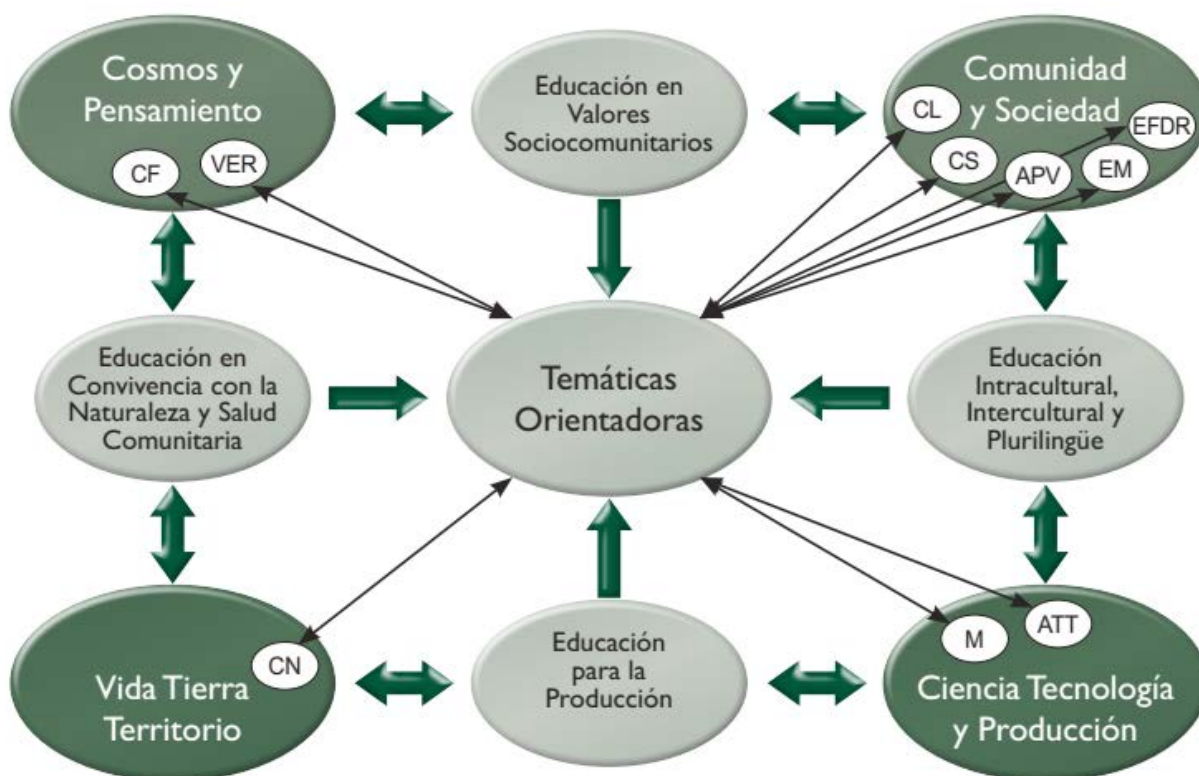 Cosmos y
Pensamiento
CF
VER
Educación en
Valores
Sociocomunitarios
Comunidad
y Sociedad
CL
CS
APV
EM
EFDR
Educación en
Convivencia con la
Naturaleza y Salud
Comunitaria
Temáticas
Orientadoras
Educación
Intracultural,
Intercultural y
Plurilingüe
CN
Vida Tierra
Territorio
Educación
para la
Producción
M
ATT
Ciencia Tecnología
y Producción